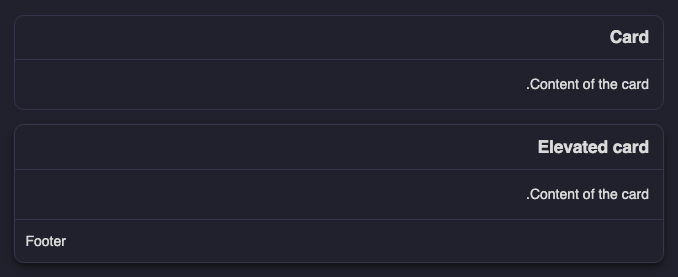 Card
.Content of the card
Elevated card
.Content of the card
Footer